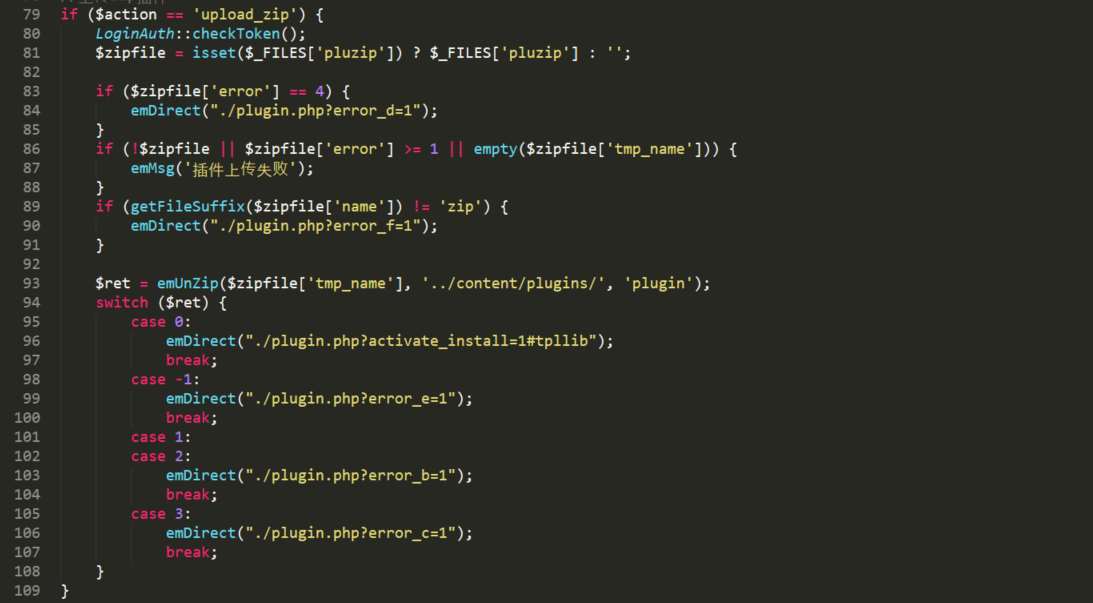 79 if ($action == 'upload_zip') {
80     LoginAuth::checkToken();
81     $zipfile = isset($_FILES['pluzip']) ? $_FILES['pluzip'] : '';
82
83     if ($zipfile['error'] == 4) {
84         emDirect("./plugin.php?error_d=1");
85     }
86     if (!$zipfile || $zipfile['error'] >= 1 || empty($zipfile['tmp_name'])) {
87         emMsg('插件上传失败');
88     }
89     if (getFileSuffix($zipfile['name']) != 'zip') {
90         emDirect("./plugin.php?error_f=1");
91     }
92
93     $ret = emUnZip($zipfile['tmp_name'], '../content/plugins/', 'plugin');
94     switch ($ret) {
95         case 0:
96             emDirect("./plugin.php?activate_install=1#tpllib");
97             break;
98         case -1:
99             emDirect("./plugin.php?error_e=1");
100             break;
101         case 1:
102         case 2:
103             emDirect("./plugin.php?error_b=1");
104             break;
105         case 3:
106             emDirect("./plugin.php?error_c=1");
107             break;
108     }
109 }